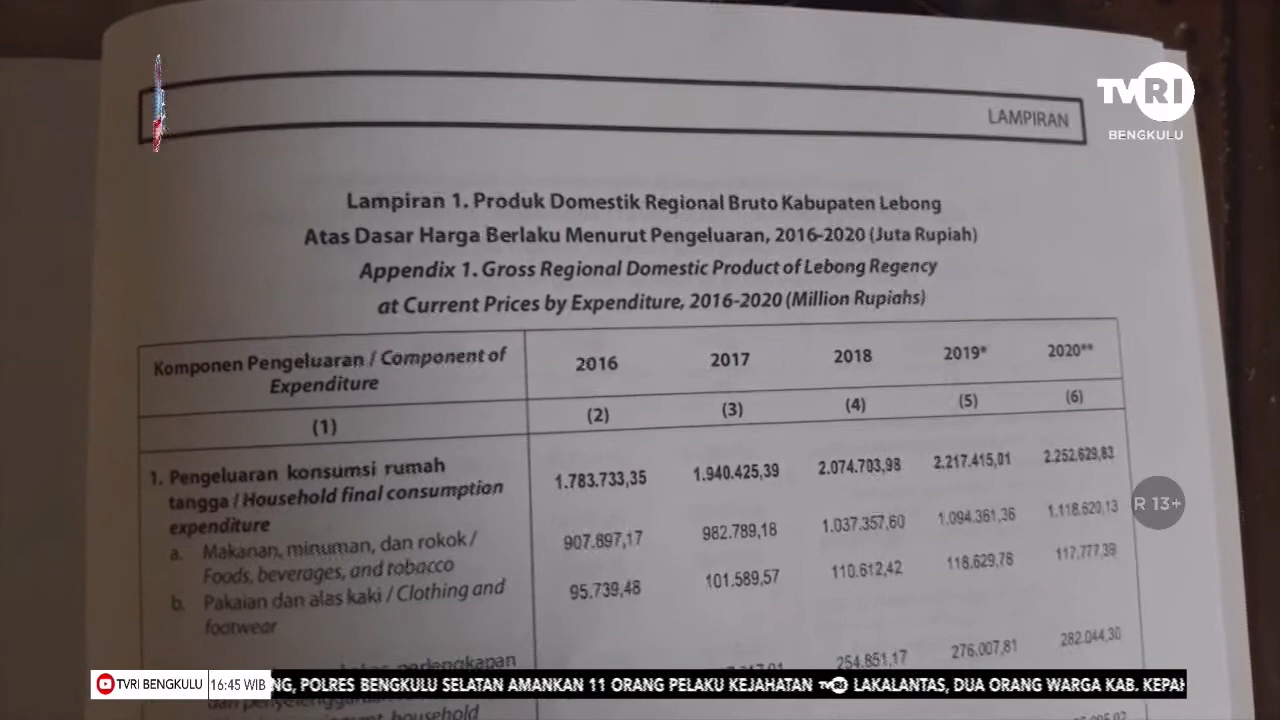 TVRI
BENGKULU
LAMPIRAN
Lampiran 1. Produk Domestik Regional Bruto Kabupaten Lebong
Atas Dasar Harga Berlaku Menurut Pengeluaran, 2016-2020 (Juta Rupiah)
Appendix 1. Gross Regional Domestic Product of Lebong Regency
at Current Prices by Expenditure, 2016-2020 (Million Rupiahs)
Komponen Pengeluaran / Component of
Expenditure
2016 2017 2018 2019* 2020**
(1) (2) (3) (4) (5) (6)
1. Pengeluaran konsumsi rumah
tangga / Household final consumption
expenditure
1.783.733,35 1.940.425,39 2.074.703,98 2.217.415,01 2.252.629,83
a. Makanan, minuman, dan rokok /
Foods, beverages, and tobacco
907.897,17 982.789,18 1.037.357,60 1.094.361,36 1.118.620,13
b. Pakaian dan alas kaki / Clothing and
footwear
95.739,48 101.589,57 110.612,42 118.629,78 117.777,39
perlengkapan
254.851,17 276.007,81 282.044,30
household
R 13+
TVRI BENGKULU 16:45 WIB NG, POLRES BENGKULU SELATAN AMANKAN 11 ORANG PELAKU KEJAHATAN TVRI LAKALANTAS, DUA ORANG WARGA KAB. KEPAH